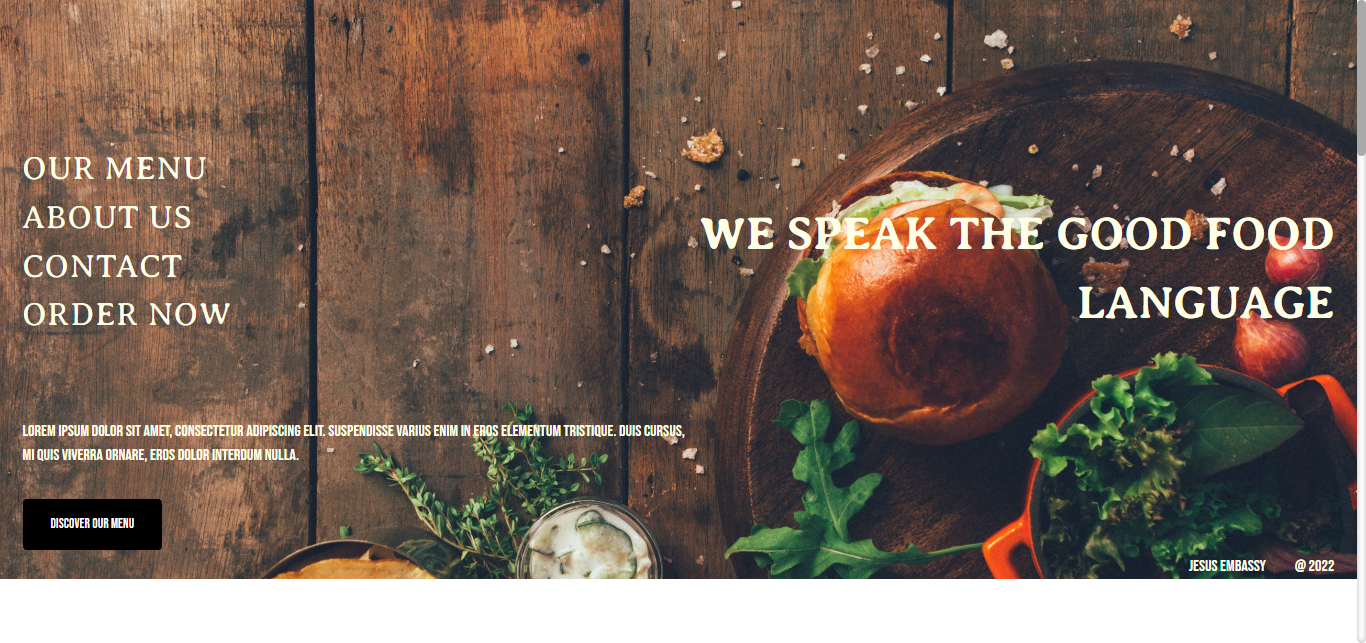 OUR MENU
ABOUT US
CONTACT
ORDER NOW
WE SPEAK THE GOOD FOOD
LANGUAGE
LOREM IPSUM DOLOR SIT AMET, CONSECTETUR ADIPISCING ELIT. SUSPENDISSE VARIUS ENIM IN EROS ELEMENTUM TRISTIQUE. DUIS CURSUS,
MI QUIS VIVERRA ORNARE, EROS DOLOR INTERDUM NULLA.
DISCOVER OUR MENU
JESUS EMBASSY @ 2022